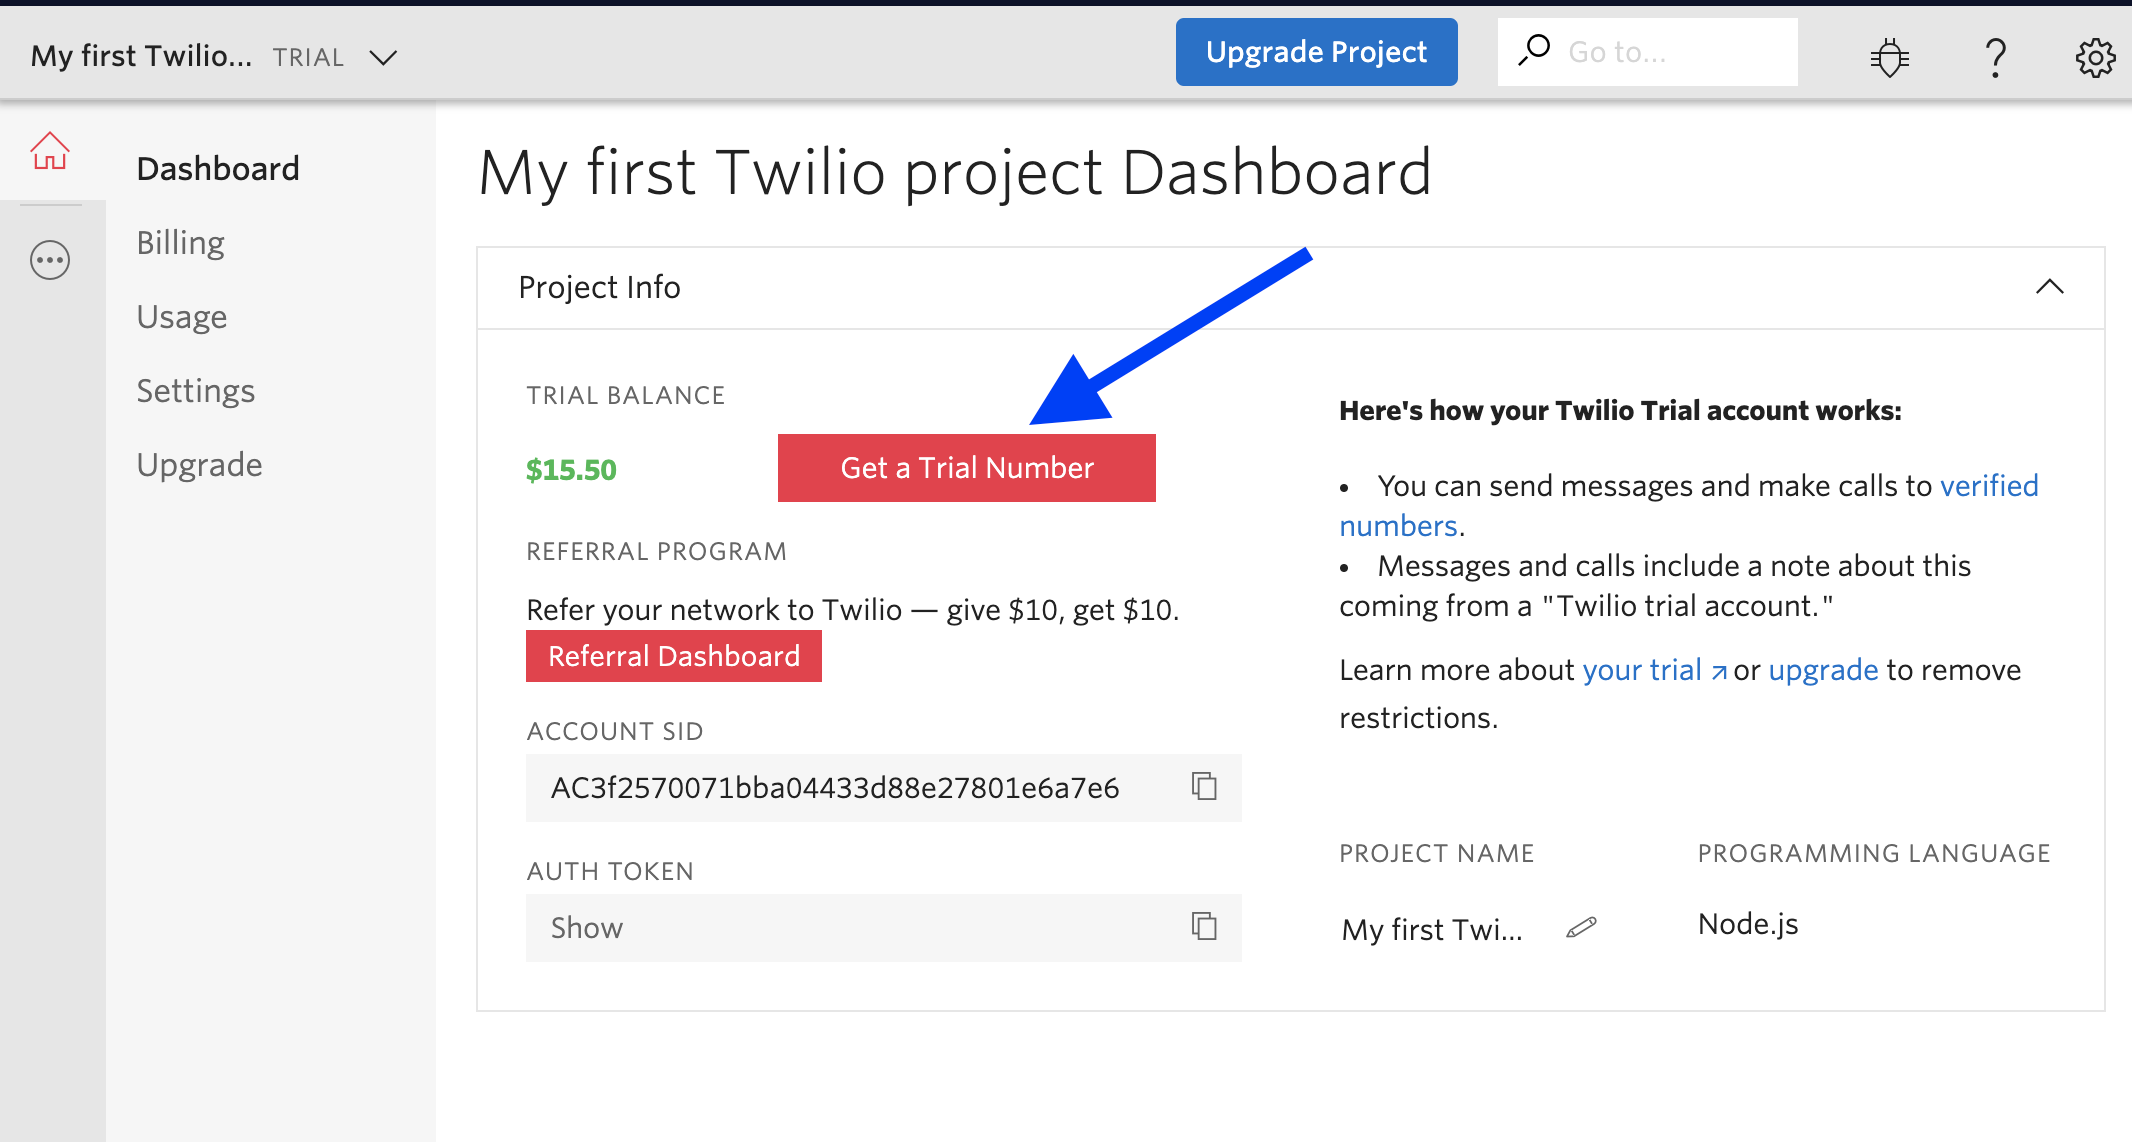 My first Twilio... TRIAL
Upgrade Project
Go to...
Dashboard
Billing
Usage
Settings
Upgrade
My first Twilio project Dashboard
Project Info
TRIAL BALANCE
$15.50
Get a Trial Number
REFERRAL PROGRAM
Refer your network to Twilio — give $10, get $10.
Referral Dashboard
ACCOUNT SID
AC3f2570071bba04433d88e27801e6a7e6
AUTH TOKEN
Show
Here's how your Twilio Trial account works:
• You can send messages and make calls to verified
numbers.
• Messages and calls include a note about this
coming from a "Twilio trial account."
Learn more about your trial or upgrade to remove
restrictions.
PROJECT NAME
My first Twi...
PROGRAMMING LANGUAGE
Node.js